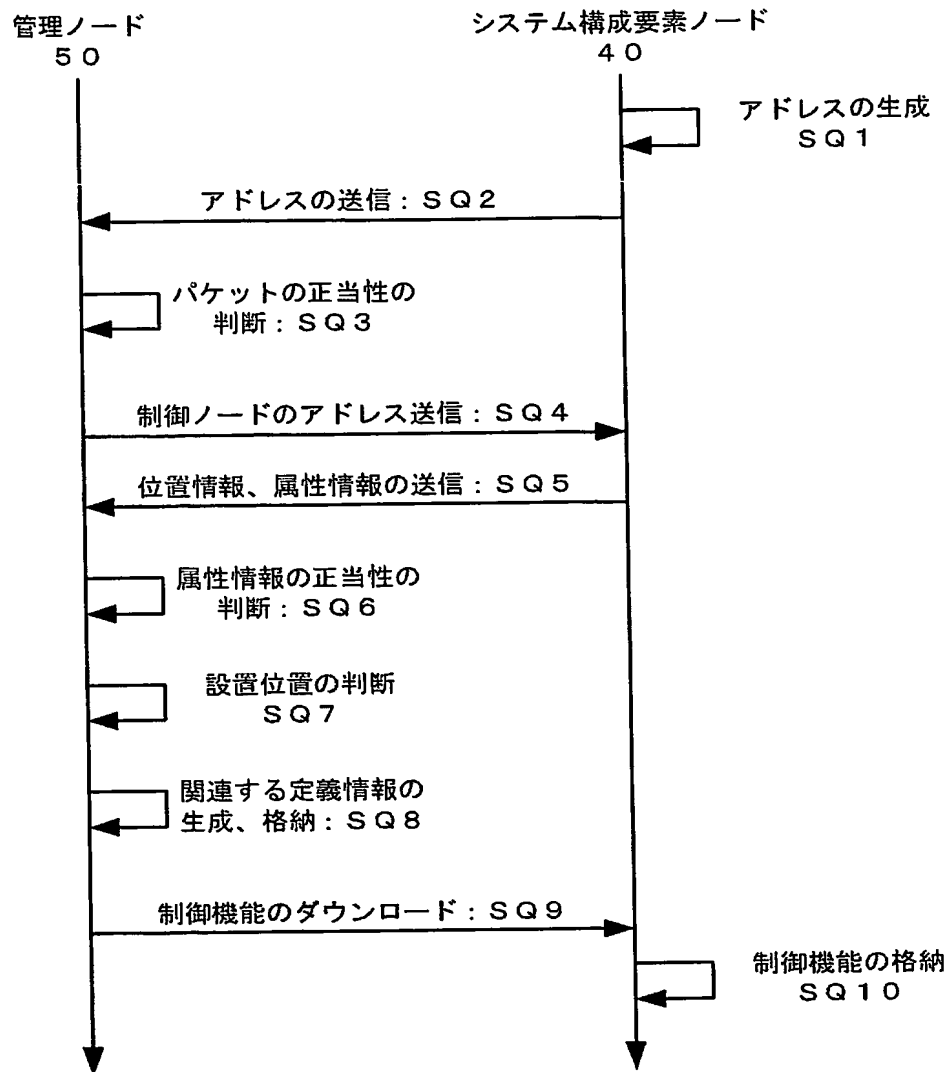 管理ノード
５０
システム構成要素ノード
４０
アドレスの生成
ＳＱ１
アドレスの送信：ＳＱ２
パケットの正当性の
判断：ＳＱ３
制御ノードのアドレス送信：ＳＱ４
位置情報、属性情報の送信：ＳＱ５
属性情報の正当性の
判断：ＳＱ６
設置位置の判断
ＳＱ７
関連する定義情報の
生成、格納：ＳＱ８
制御機能のダウンロード：ＳＱ９
制御機能の格納
ＳＱ１０